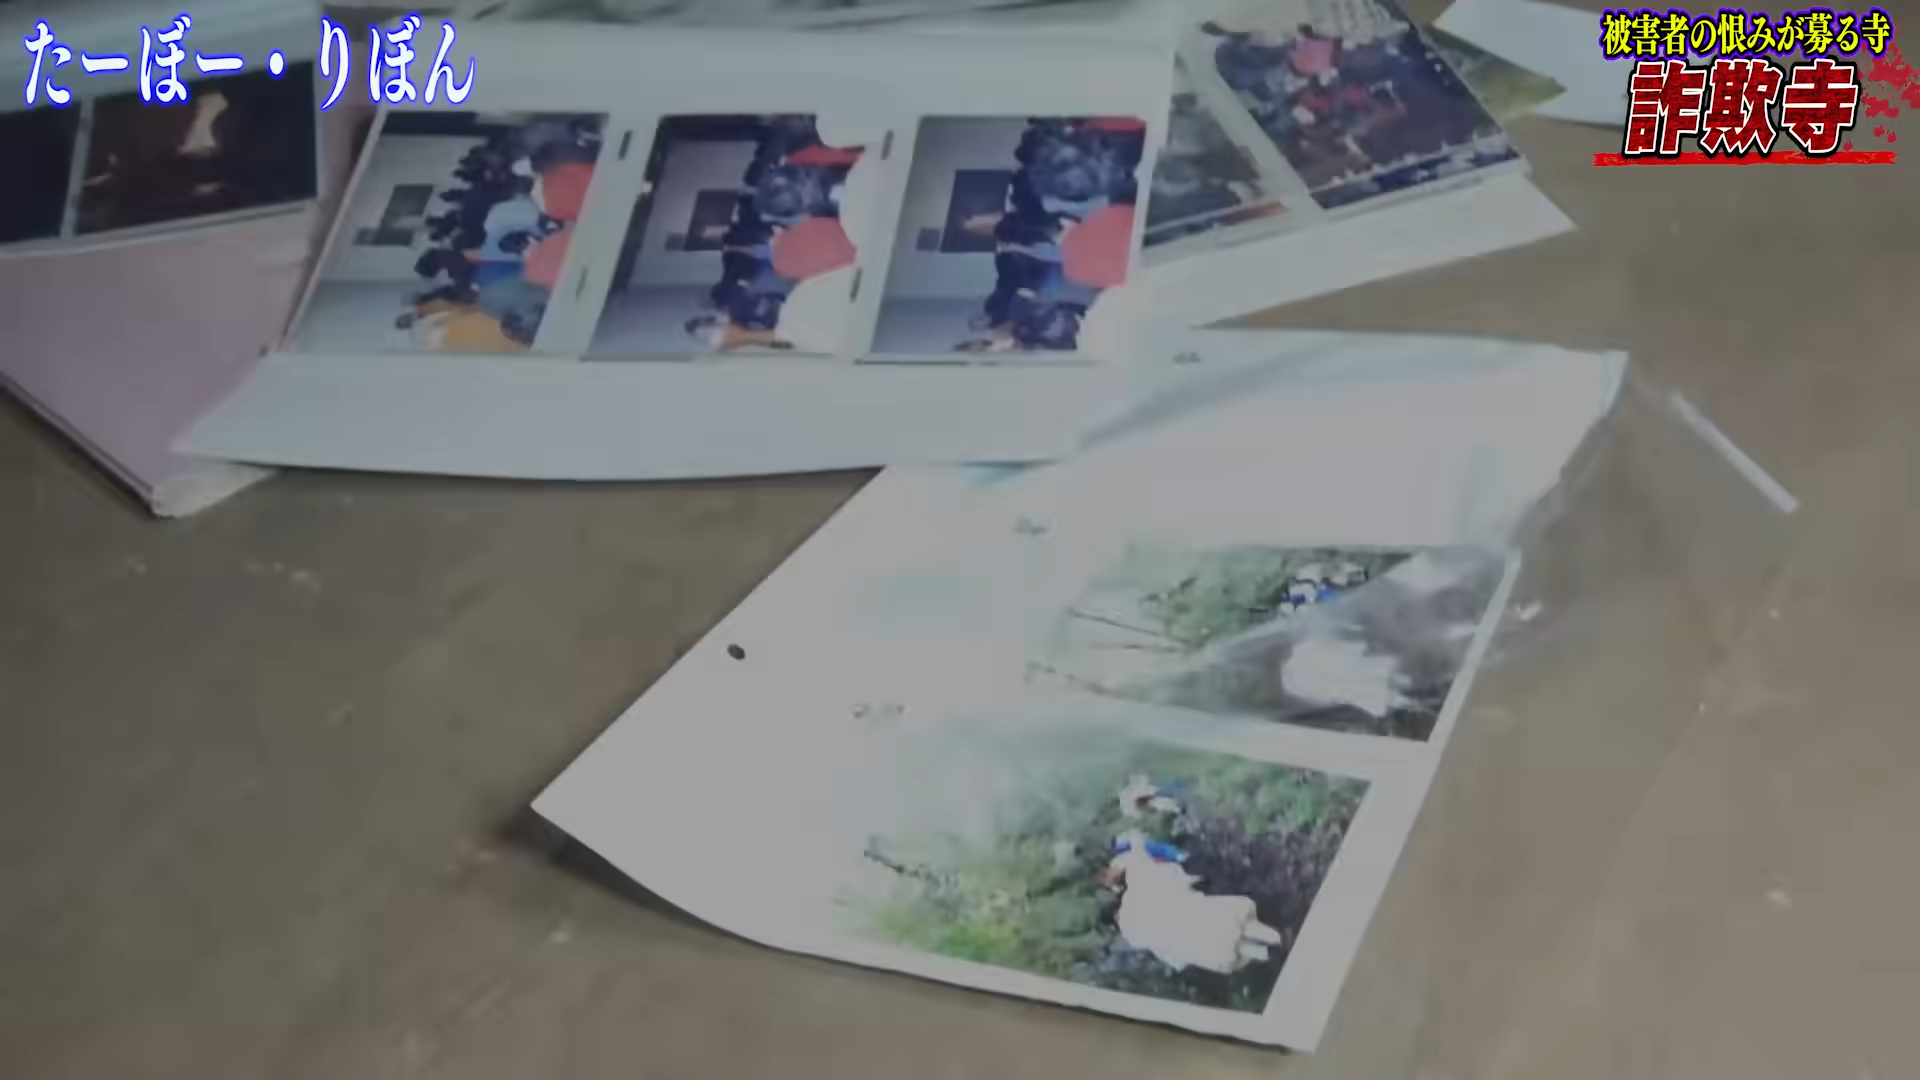 たーぼー・りぼん
被害者の恨みが募る寺
詐欺寺